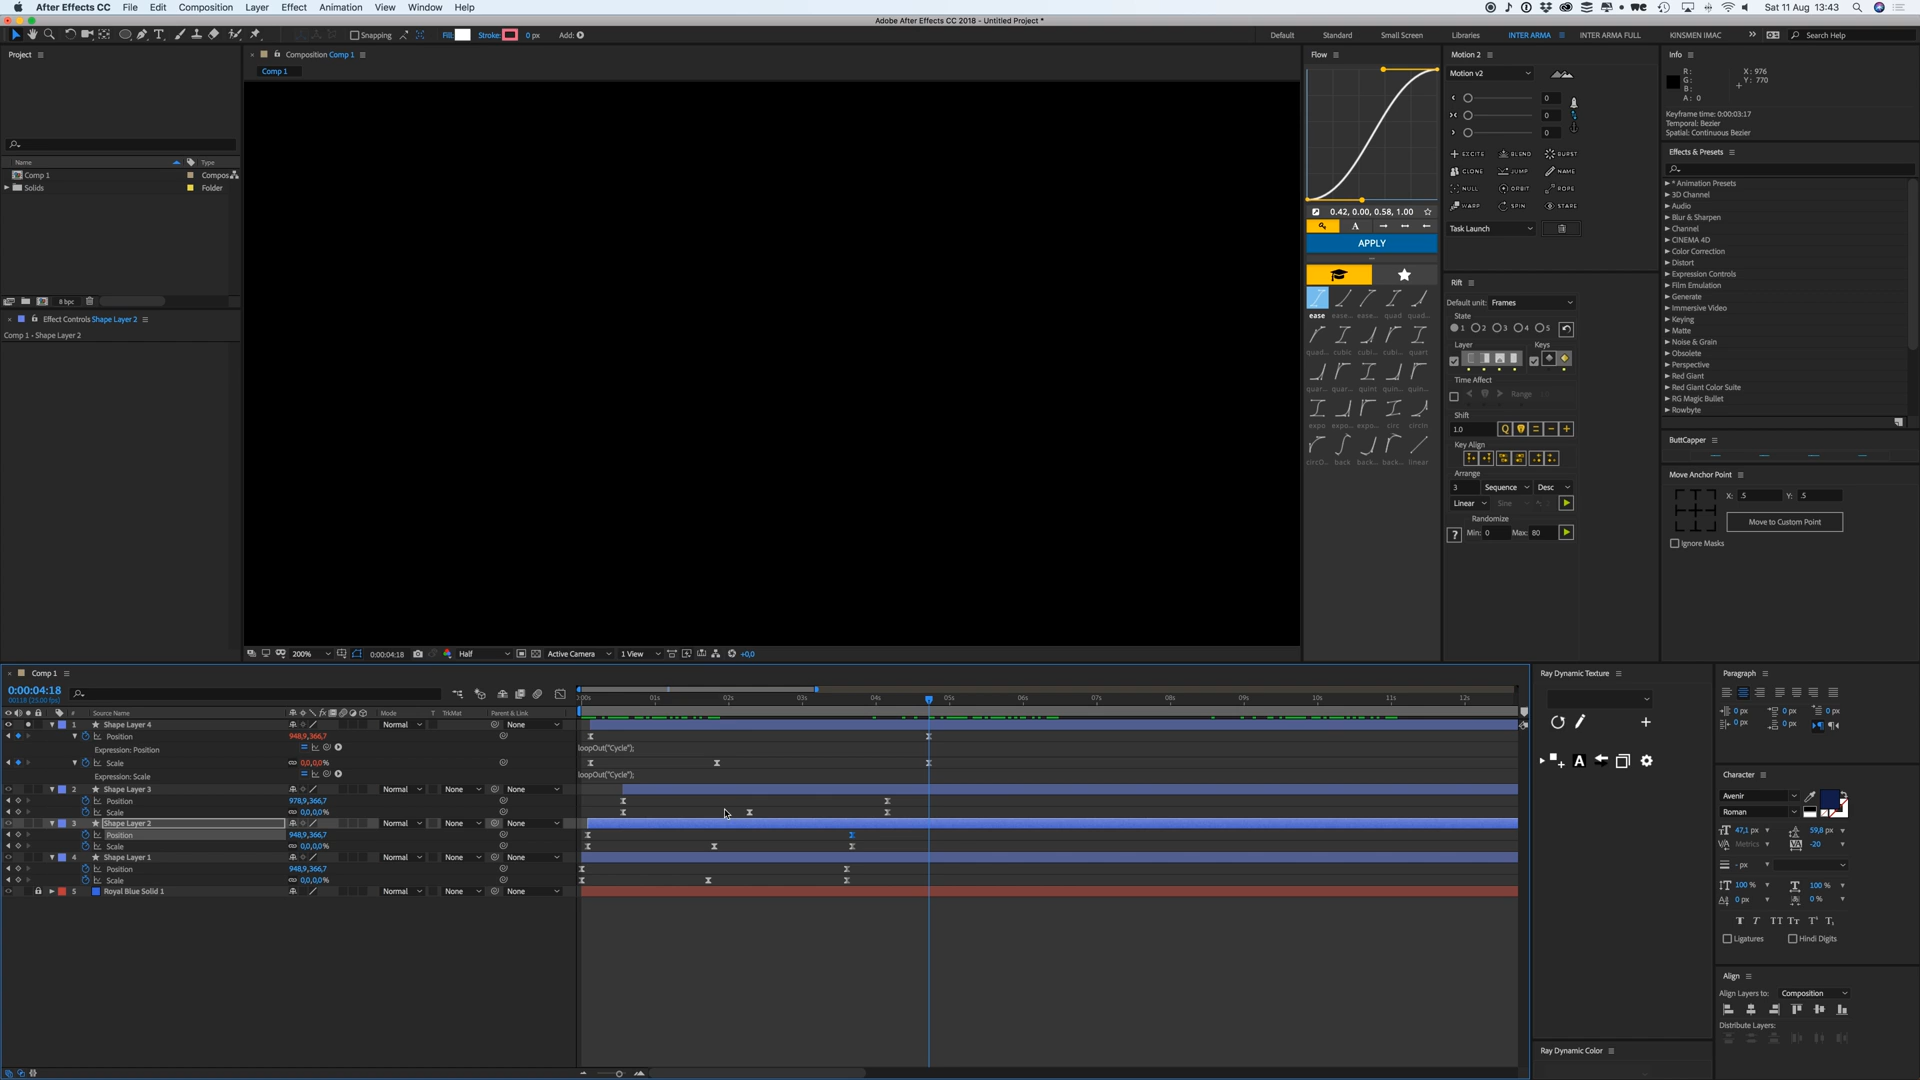 After Effects CC File Edit Composition Layer Effect Animation View Window Help Sat 11 Aug 13:43
Adobe After Effects CC 2018 - Untitled Project *
Snapping Fill: Stroke: 0 px Add: Default Standard Small Screen Libraries INTER ARMA INTER ARMA FULL KINSMEN IMAC Search Help
Project
Composition Comp 1
Comp 1
Name Type
Comp 1 Compos
Solids Folder
8 bpc
Effect Controls Shape Layer 2
Comp 1 • Shape Layer 2
200% 0:00:04:18 Half Active Camera 1 View +0,0
Flow
0.42, 0.00, 0.58, 1.00
A
APPLY
ease ease... ease... quad quad...
quad... cubic cubi... cubi... quart
quar... quar... quint quin... quin...
expo expo... expo... circ circIn
circO... back back... back... linear
Motion 2
Motion v2
0
0
0
EXCITE BLEND BURST
CLONE JUMP NAME
NULL ORBIT ROPE
WARP SPIN STARE
Task Launch
Rift
Default unit: Frames
State
1 2 3 4 5
Layer Keys
Time Affect
Range
Shift
1.0 Q
Key Align
Arrange
3 Sequence Desc
Linear Sine
Randomize
? Min: 0 Max: 80
Info
R: X: 976
G: Y: 770
B:
A: 0
Keyframe time: 0:00:03:17
Temporal: Bezier
Spatial: Continuous Bezier
Effects & Presets
* Animation Presets
3D Channel
Audio
Blur & Sharpen
Channel
CINEMA 4D
Color Correction
Distort
Expression Controls
Film Emulation
Generate
Immersive Video
Keying
Matte
Noise & Grain
Obsolete
Perspective
Red Giant
Red Giant Color Suite
RG Magic Bullet
Rowbyte
ButtCapper
Move Anchor Point
X: .5 Y: .5
Move to Custom Point
Ignore Masks
Comp 1
0:00:04:18
00118 (25.00 fps)
# Source Name Mode T TrkMat Parent & Link
:00s 01s 02s 03s 04s 05s 06s 07s 08s 09s 10s 11s 12s
1 Shape Layer 4 Normal None
Position 948,9,366,7
Expression: Position loopOut("Cycle");
Scale 0,0,0,0%
Expression: Scale loopOut("Cycle");
2 Shape Layer 3 Normal None None
Position 978,9,366,7
Scale 0,0,0,0%
3 Shape Layer 2 Normal None None
Position 948,9,366,7
Scale 0,0,0,0%
4 Shape Layer 1 Normal None None
Position 948,9,366,7
Scale 0,0,0,0%
5 Royal Blue Solid 1 Normal None None
Ray Dynamic Texture
A
Ray Dynamic Color
Paragraph
0 px 0 px 0 px
0 px 0 px
Character
Avenir
Roman
47,1 px 59,8 px
Metrics -20
- px
100 % 100 %
0 px 0 %
T T TT Tt T' T,
Ligatures Hindi Digits
Align
Align Layers to: Composition
Distribute Layers: